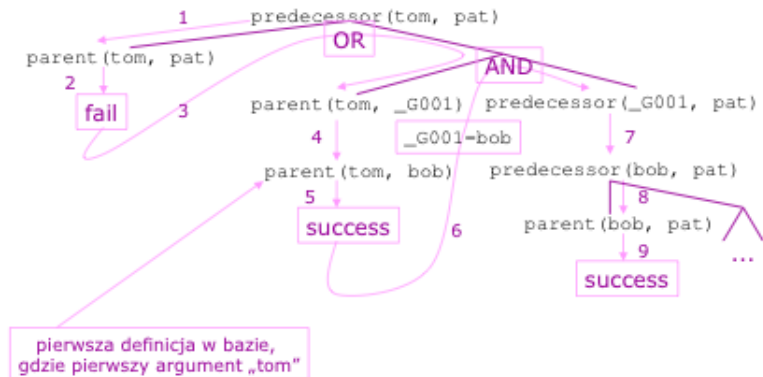 1
predecessor(tom, pat)
OR
parent(tom, pat)
AND
2
fail
3
parent(tom, _G001)
predecessor(_G001, pat)
4
_G001=bob
7
parent(tom, bob)
predecessor(bob, pat)
5
8
success
6
parent(bob, pat)
9
...
success
pierwsza definicja w bazie,
gdzie pierwszy argument „tom”